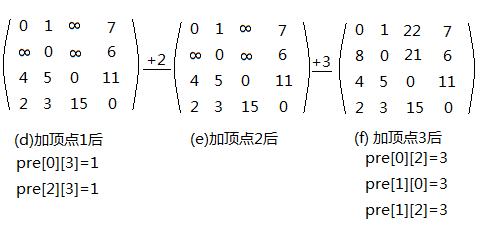 0 1 ∞ 7
∞ 0 ∞ 6
4 5 0 11
2 3 15 0
+2
0 1 ∞ 7
∞ 0 ∞ 6
4 5 0 11
2 3 15 0
+3
0 1 22 7
8 0 21 6
4 5 0 11
2 3 15 0
(d)加顶点1后
pre[0][3]=1
pre[2][3]=1
(e)加顶点2后
(f) 加顶点3后
pre[0][2]=3
pre[1][0]=3
pre[1][2]=3